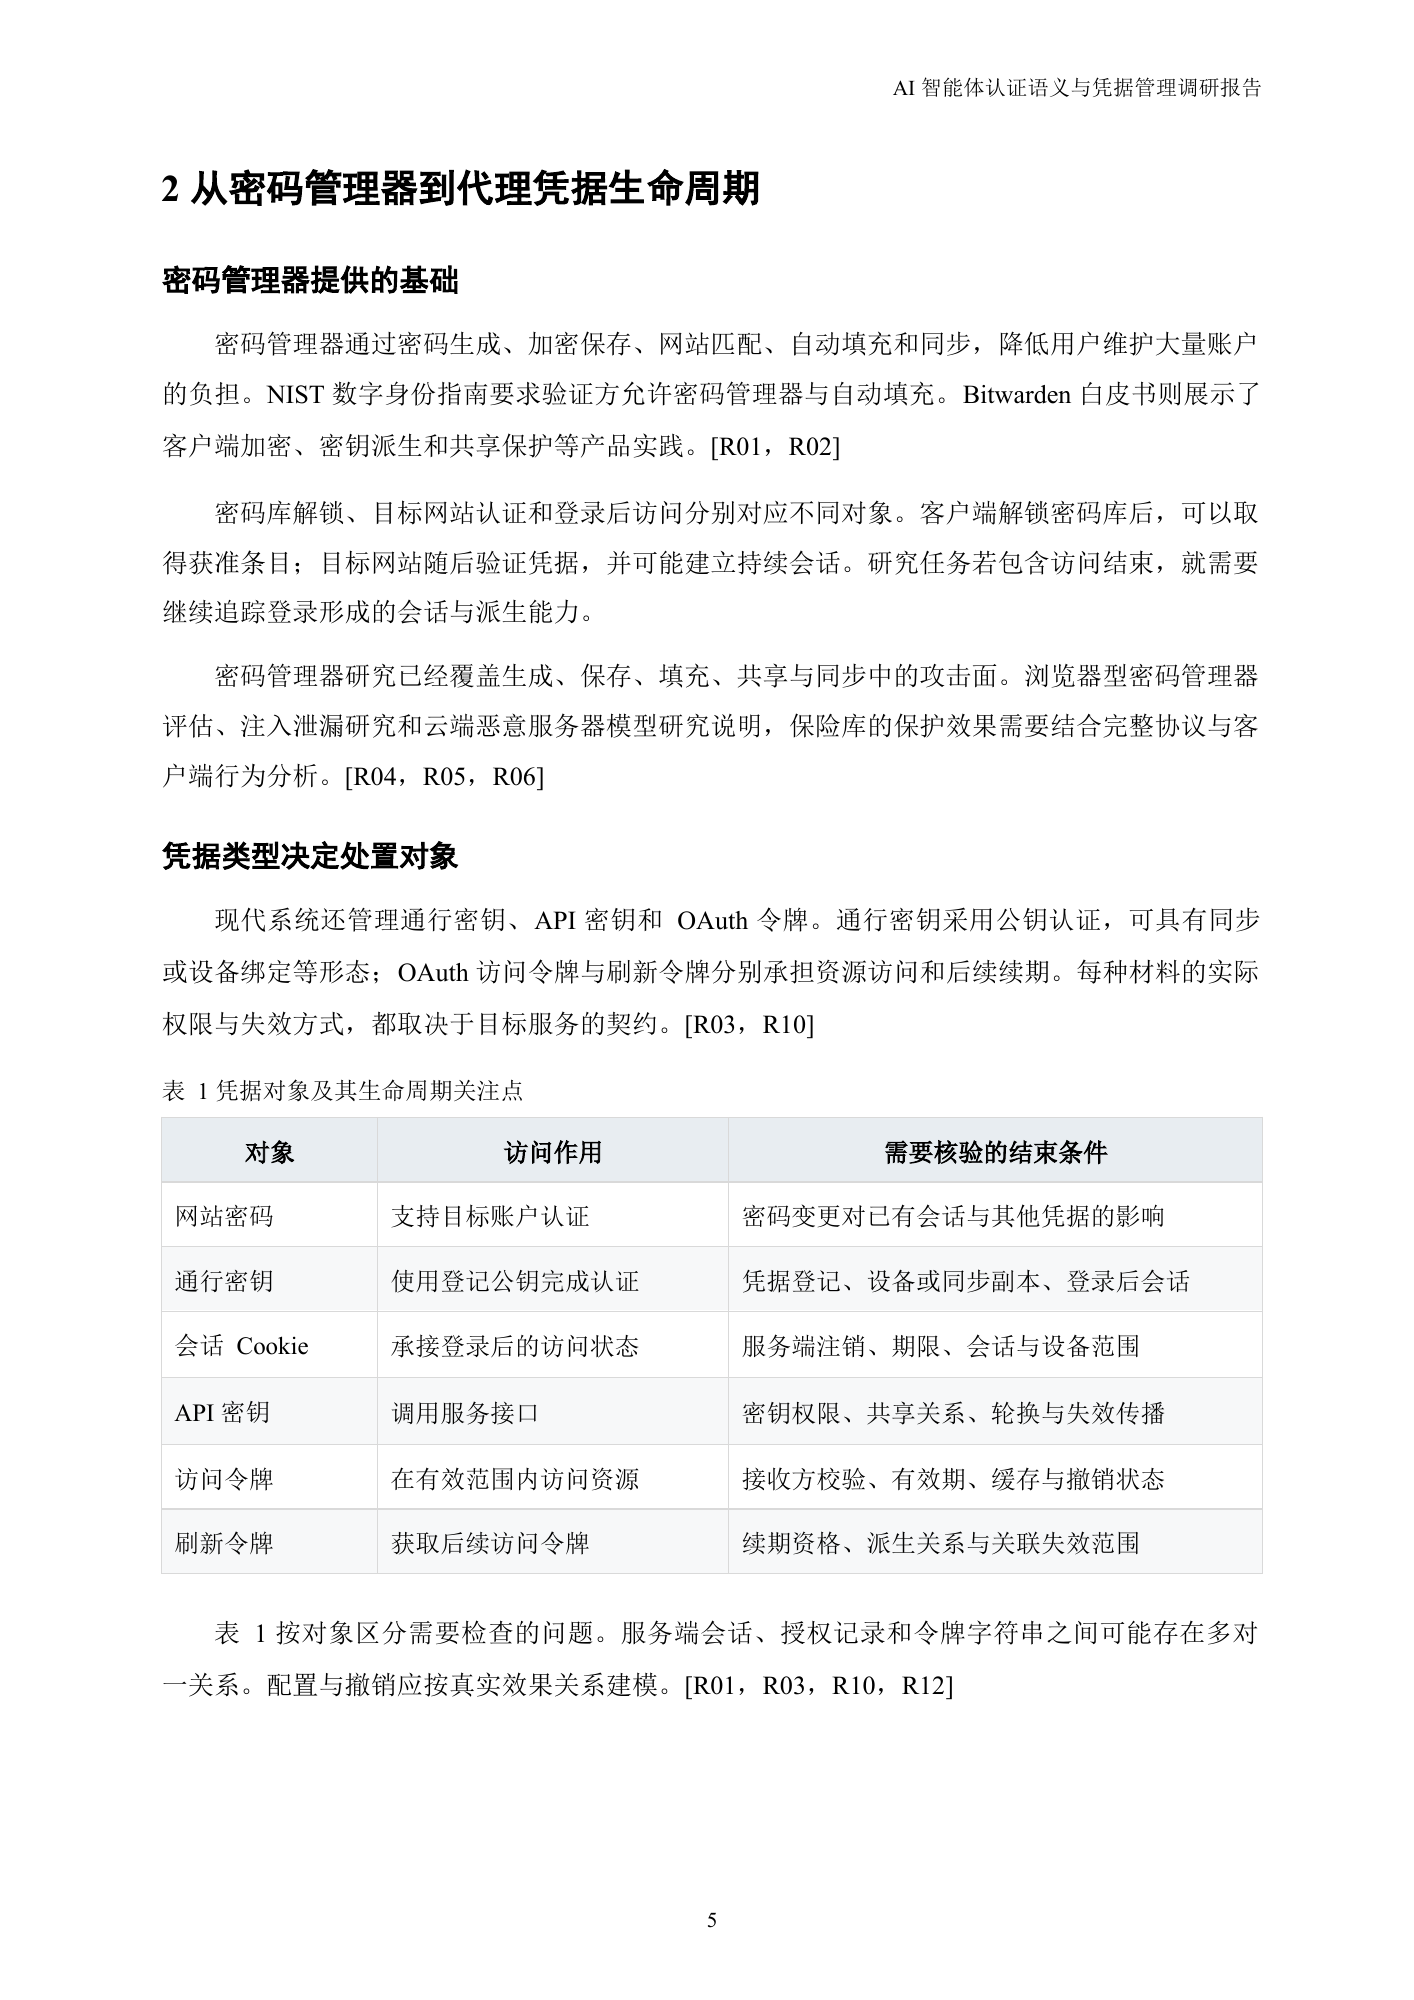 AI 智能体认证语义与凭据管理调研报告
2 从密码管理器到代理凭据生命周期
密码管理器提供的基础
密码管理器通过密码生成、加密保存、网站匹配、自动填充和同步，降低用户维护大量账户
的负担。NIST 数字身份指南要求验证方允许密码管理器与自动填充。Bitwarden 白皮书则展示了
客户端加密、密钥派生和共享保护等产品实践。[R01，R02]
密码库解锁、目标网站认证和登录后访问分别对应不同对象。客户端解锁密码库后，可以取
得获准条目；目标网站随后验证凭据，并可能建立持续会话。研究任务若包含访问结束，就需要
继续追踪登录形成的会话与派生能力。
密码管理器研究已经覆盖生成、保存、填充、共享与同步中的攻击面。浏览器型密码管理器
评估、注入泄漏研究和云端恶意服务器模型研究说明，保险库的保护效果需要结合完整协议与客
户端行为分析。[R04，R05，R06]
凭据类型决定处置对象
现代系统还管理通行密钥、API 密钥和 OAuth 令牌。通行密钥采用公钥认证，可具有同步
或设备绑定等形态；OAuth 访问令牌与刷新令牌分别承担资源访问和后续续期。每种材料的实际
权限与失效方式，都取决于目标服务的契约。[R03，R10]
表 1 凭据对象及其生命周期关注点
对象 访问作用 需要核验的结束条件
网站密码 支持目标账户认证 密码变更对已有会话与其他凭据的影响
通行密钥 使用登记公钥完成认证 凭据登记、设备或同步副本、登录后会话
会话 Cookie 承接登录后的访问状态 服务端注销、期限、会话与设备范围
API 密钥 调用服务接口 密钥权限、共享关系、轮换与失效传播
访问令牌 在有效范围内访问资源 接收方校验、有效期、缓存与撤销状态
刷新令牌 获取后续访问令牌 续期资格、派生关系与关联失效范围
表 1 按对象区分需要检查的问题。服务端会话、授权记录和令牌字符串之间可能存在多对
一关系。配置与撤销应按真实效果关系建模。[R01，R03，R10，R12]
5